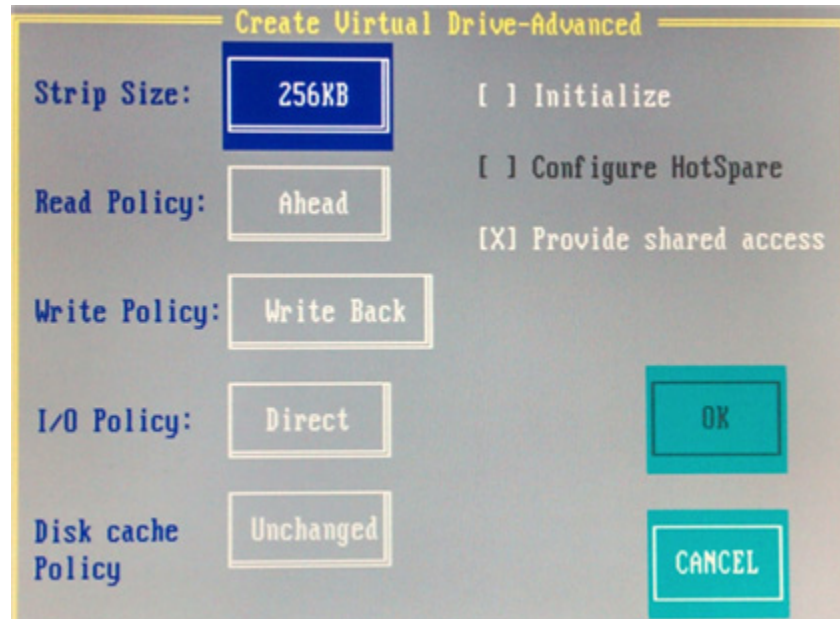 Create Virtual Drive-Advanced
Strip Size: 256KB
[ ] Initialize
[ ] Configure HotSpare
Read Policy: Ahead
[X] Provide shared access
Write Policy: Write Back
I/O Policy: Direct
OK
Disk cache
Policy
Unchanged
CANCEL